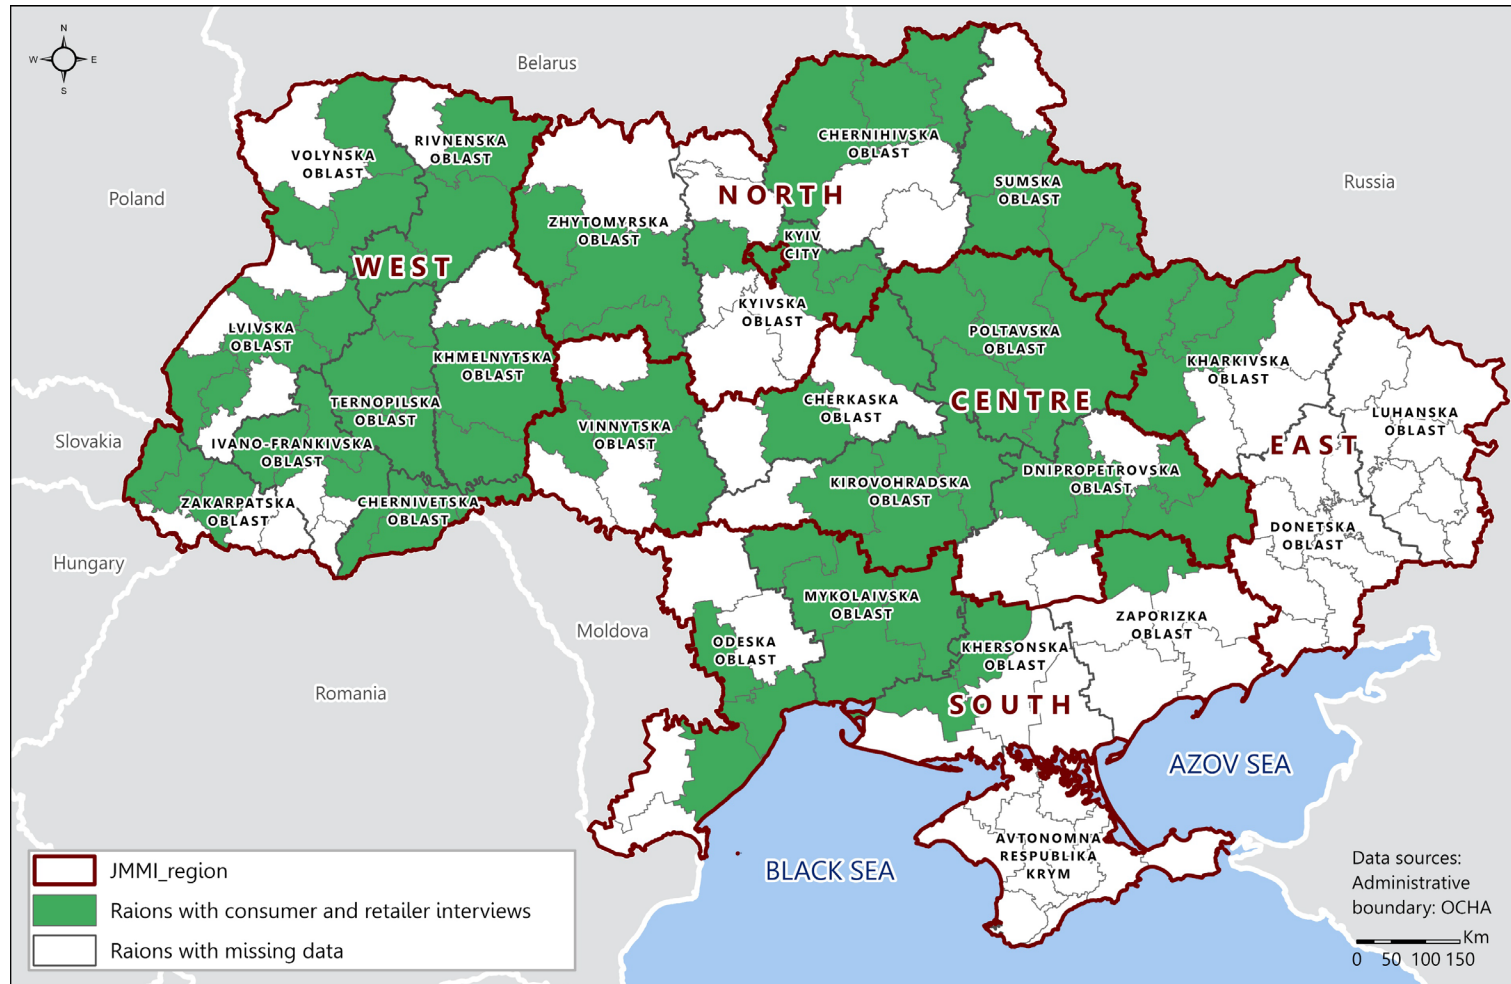 N
W
E
S
Belarus
Poland
Russia
Slovakia
Hungary
Moldova
Romania
VOLYNSKA
OBLAST
RIVNENSKA
OBLAST
ZHYTOMYRSKA
OBLAST
CHERNIHIVSKA
OBLAST
NORTH
SUMSKA
OBLAST
KYIV
CITY
WEST
KYIVSKA
OBLAST
LVIVSKA
OBLAST
KHMELNYTSKA
OBLAST
POLTAVSKA
OBLAST
KHARKIVSKA
OBLAST
TERNOPILSKA
OBLAST
CHERKASKA
OBLAST
CENTRE
LUHANSKA
OBLAST
VINNYTSKA
OBLAST
EAST
IVANO-FRANKIVSKA
OBLAST
DNIPROPETROVSKA
OBLAST
KIROVOHRADSKA
OBLAST
ZAKARPATSKA
OBLAST
CHERNIVETSKA
OBLAST
DONETSKA
OBLAST
MYKOLAIVSKA
OBLAST
ZAPORIZKA
OBLAST
ODESKA
OBLAST
KHERSONSKA
OBLAST
SOUTH
AZOV SEA
BLACK SEA
AVTONOMNA
RESPUBLIKA
KRYM
JMMI_region
Raions with consumer and retailer interviews
Raions with missing data
Data sources:
Administrative
boundary: OCHA
Km
0 50 100 150